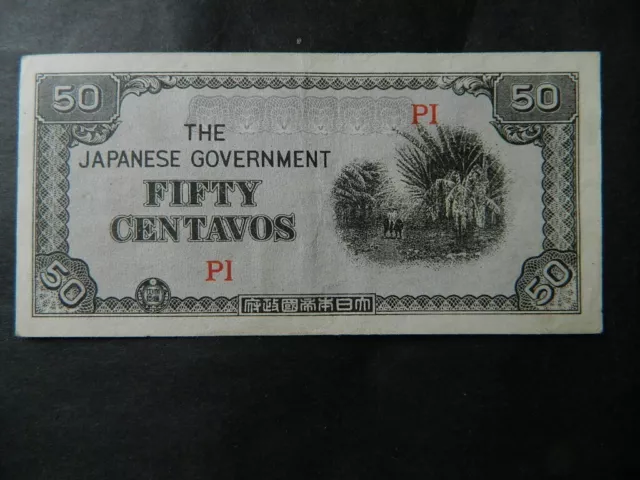 50
50
PI
THE
JAPANESE GOVERNMENT
FIFTY
CENTAVOS
PI
50
50
大日本帝國政府